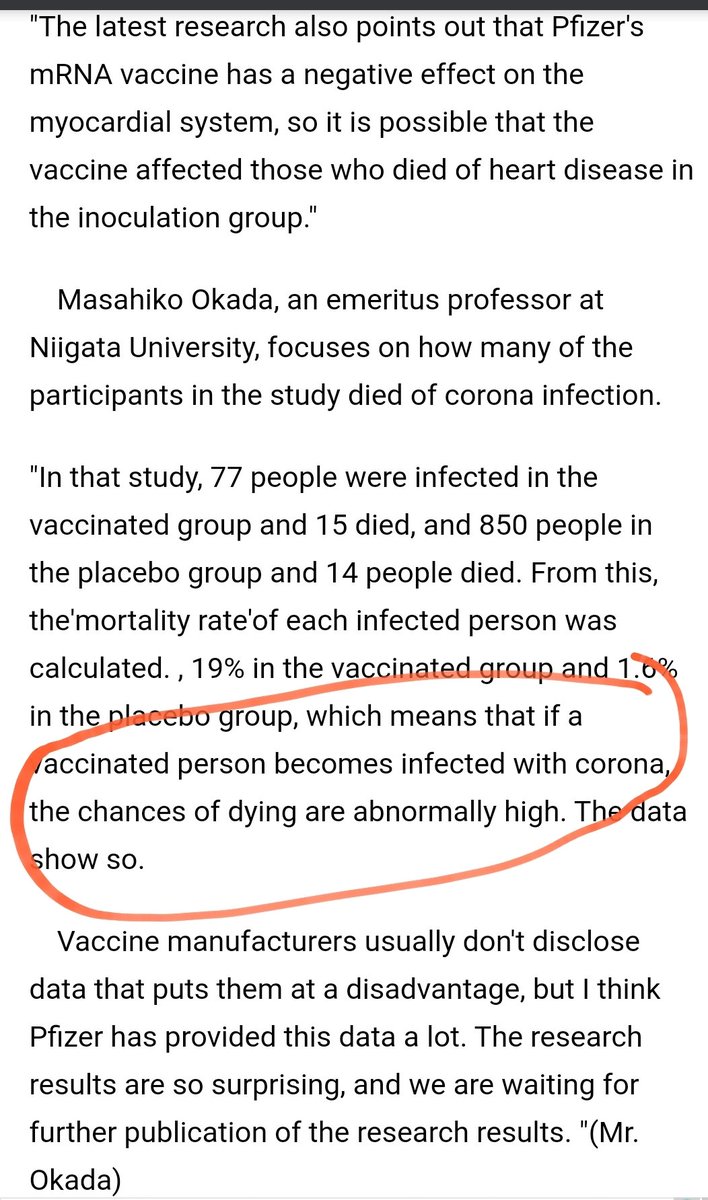 "The latest research also points out that Pfizer's
mRNA vaccine has a negative effect on the
myocardial system, so it is possible that the
vaccine affected those who died of heart disease in
the inoculation group."
Masahiko Okada, an emeritus professor at
Niigata University, focuses on how many of the
participants in the study died of corona infection.
"In that study, 77 people were infected in the
vaccinated group and 15 died, and 850 people in
the placebo group and 14 people died. From this,
the'mortality rate'of each infected person was
calculated. , 19% in the vaccinated group and 1.6%
in the placebo group, which means that if a
vaccinated person becomes infected with corona,
the chances of dying are abnormally high. The data
show so.
Vaccine manufacturers usually don't disclose
data that puts them at a disadvantage, but I think
Pfizer has provided this data a lot. The research
results are so surprising, and we are waiting for
further publication of the research results. "(Mr.
Okada)